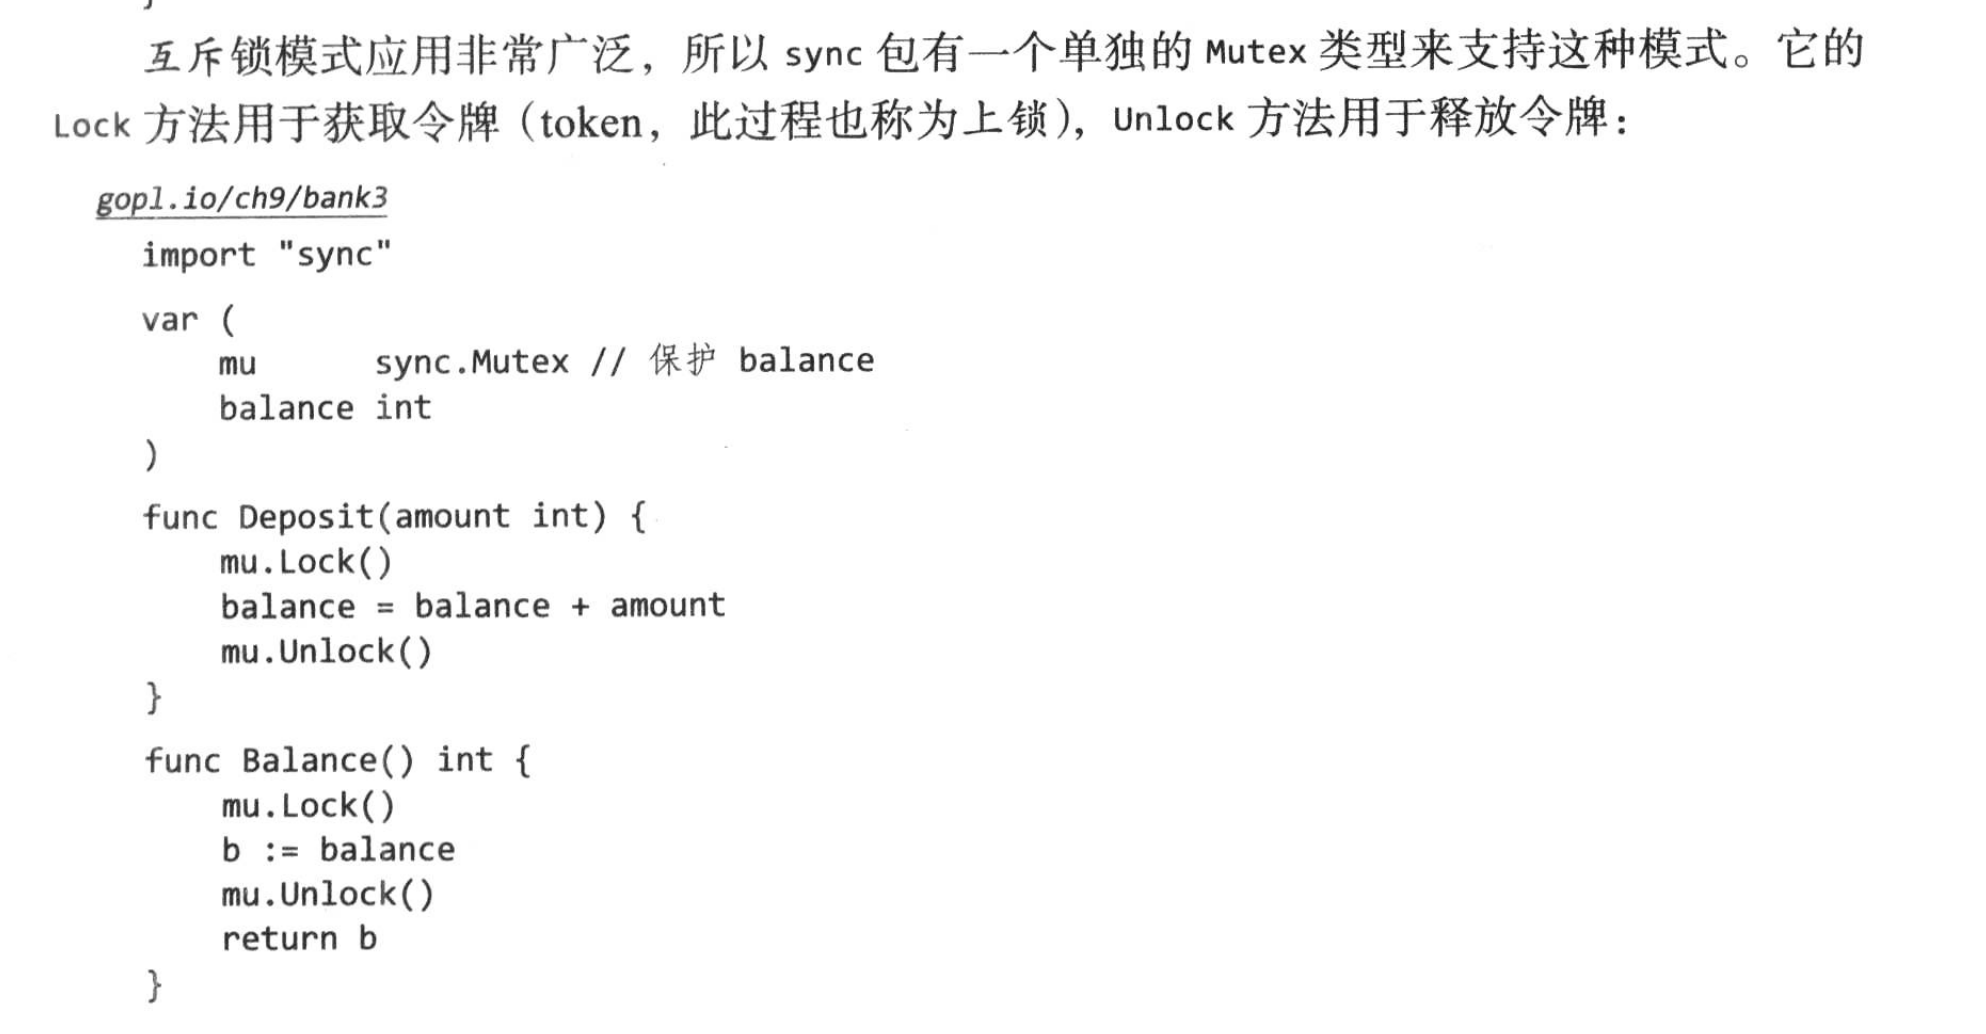 互斥锁模式应用非常广泛，所以 sync 包有一个单独的 Mutex 类型来支持这种模式。它的
Lock 方法用于获取令牌（token，此过程也称为上锁），Unlock 方法用于释放令牌：
gopl.io/ch9/bank3
import "sync"
var (
    mu      sync.Mutex // 保护 balance
    balance int
)
func Deposit(amount int) {
    mu.Lock()
    balance = balance + amount
    mu.Unlock()
}
func Balance() int {
    mu.Lock()
    b := balance
    mu.Unlock()
    return b
}